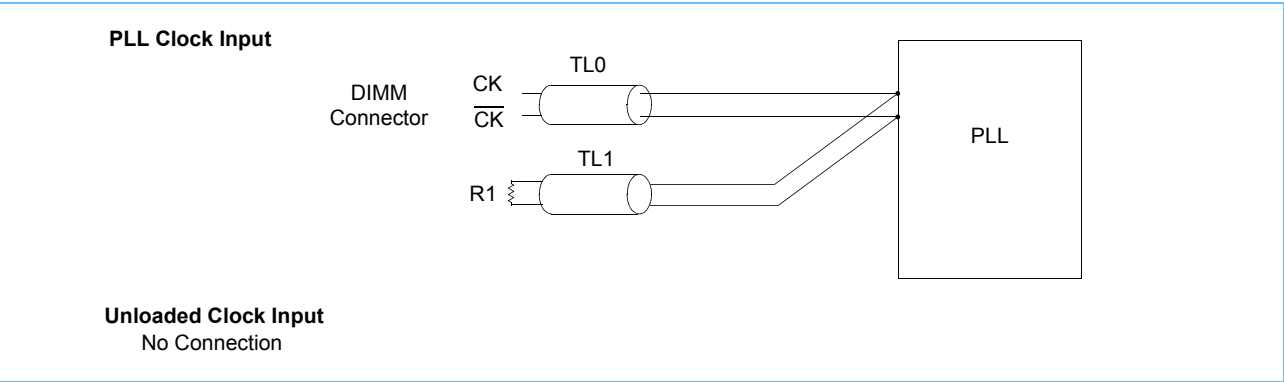 PLL Clock Input
TL0
DIMM
Connector
CK
C̅K̅
PLL
TL1
R1
Unloaded Clock Input
No Connection